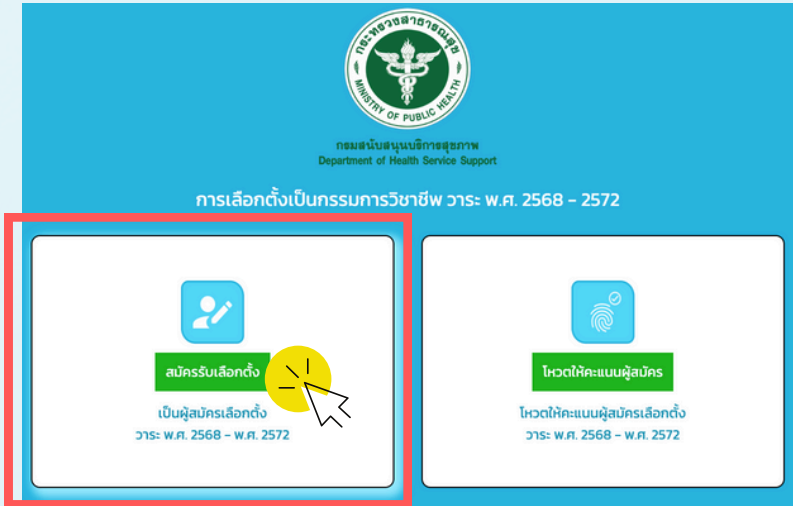 กระทรวงสาธารณสุข
MINISTRY OF PUBLIC HEALTH
กรมสนับสนุนบริการสุขภาพ
Department of Health Service Support
การเลือกตั้งเป็นกรรมการวิชาชีพ วาระ พ.ศ. 2568 - 2572
สมัครรับเลือกตั้ง
เป็นผู้สมัครเลือกตั้ง
วาระ พ.ศ. 2568 - พ.ศ. 2572
โหวตให้คะแนนผู้สมัคร
โหวตให้คะแนนผู้สมัครเลือกตั้ง
วาระ พ.ศ. 2568 - พ.ศ. 2572